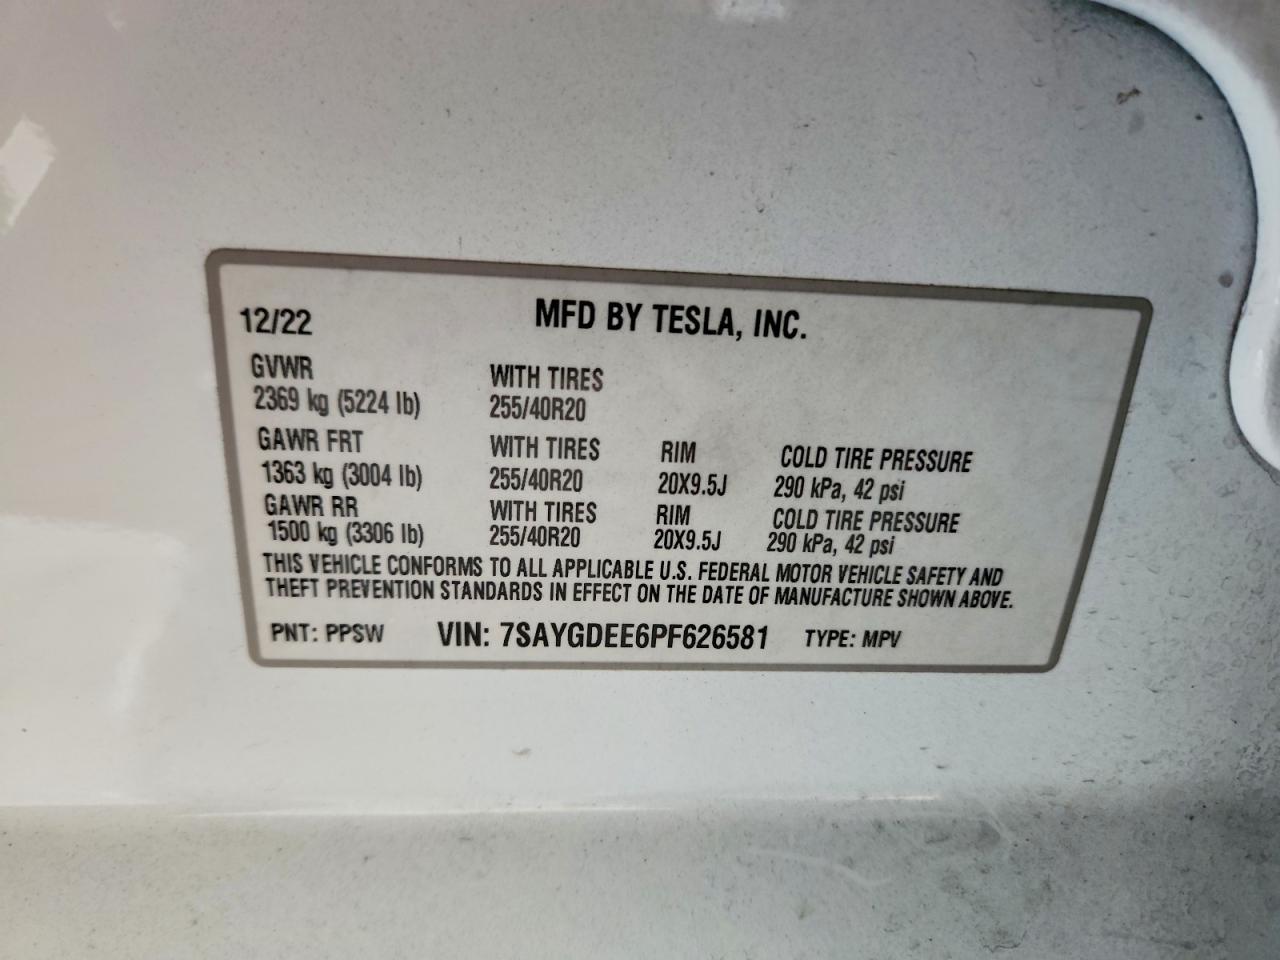 12/22 MFD BY TESLA, INC.
GVWR WITH TIRES
2369 kg (5224 lb) 255/40R20
GAWR FRT WITH TIRES RIM COLD TIRE PRESSURE
1363 kg (3004 lb) 255/40R20 20X9.5J 290 kPa, 42 psi
GAWR RR WITH TIRES RIM COLD TIRE PRESSURE
1500 kg (3306 lb) 255/40R20 20X9.5J 290 kPa, 42 psi
THIS VEHICLE CONFORMS TO ALL APPLICABLE U.S. FEDERAL MOTOR VEHICLE SAFETY AND
THEFT PREVENTION STANDARDS IN EFFECT ON THE DATE OF MANUFACTURE SHOWN ABOVE.
PNT: PPSW VIN: 7SAYGDEE6PF626581 TYPE: MPV